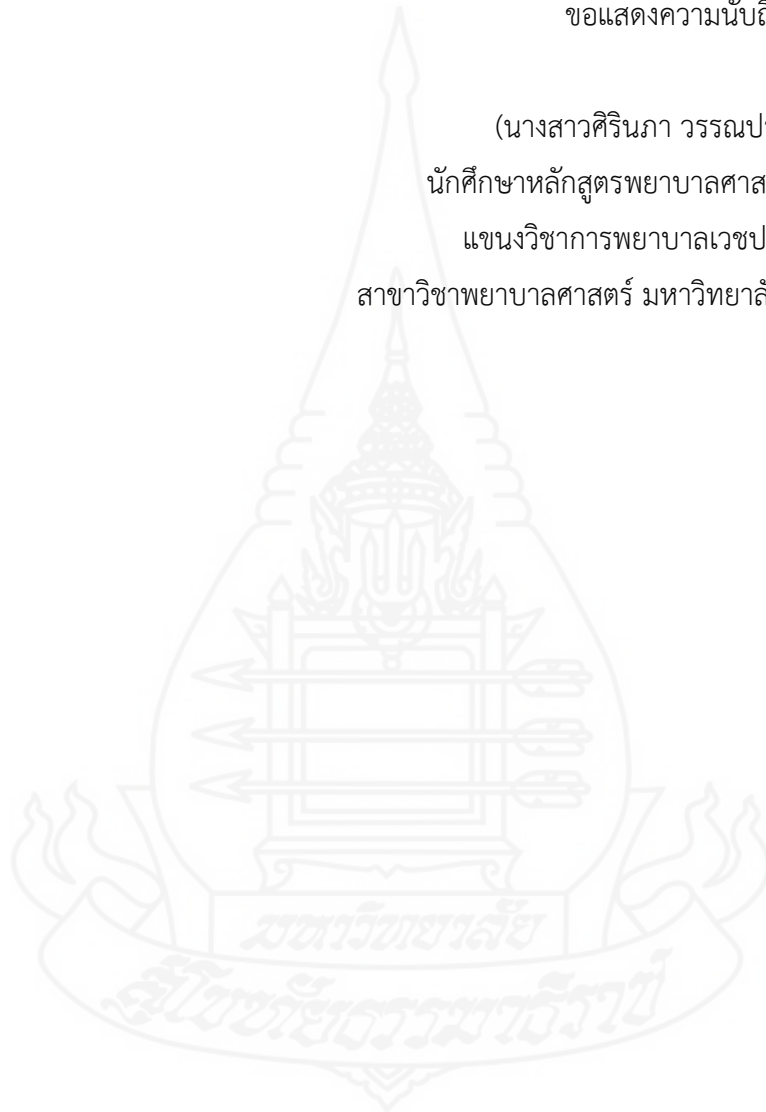 ขอแสดงความนับถื
(นางสาวศิรินภา วรรณป
นักศึกษาหลักสูตรพยาบาลศาส
แขนงวิชาการพยาบาลเวชป
สาขาวิชาพยาบาลศาสตร์ มหาวิทยาลั
มหาวิทยาลัย
สุโขทัยธรรมาธิราช